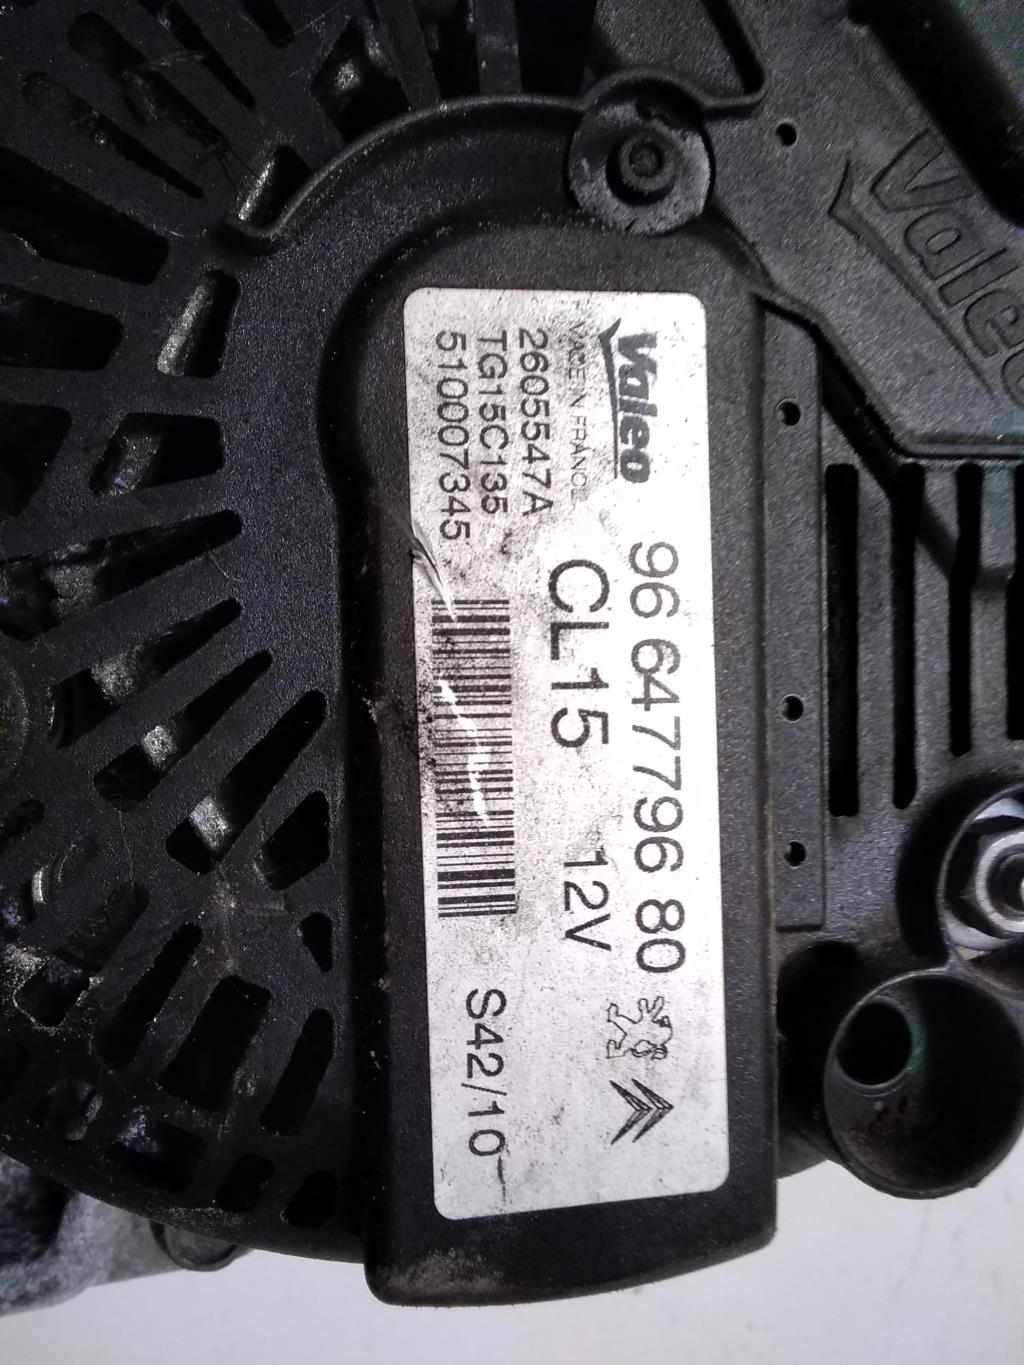 Valeo
Valeo
MADE IN FRANCE
96 647796 80
2605547A
CL15 12V
TG15C135
510007345
S42/10